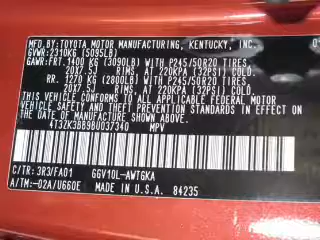 MFD. BY: TOYOTA MOTOR MANUFACTURING, KENTUCKY, INC.
GVWR: 2310KG (5095LB)
GAWR: FRT. 1400 KG (3090LB) WITH P245/50R20 TIRES,
20X7.5J RIMS, AT 220KPA (32PSI) COLD
RR. 1270 KG (2800LB) WITH P245/50R20 TIRES,
20X7.5J RIMS, AT 220KPA (32PSI) COLD
THIS VEHICLE CONFORMS TO ALL APPLICABLE FEDERAL
MOTOR VEHICLE SAFETY STANDARDS IN EFFECT ON
THE DATE OF MANUFACTURE SHOWN ABOVE.
4T3ZK3BB9BU037340 MPV
C/TR: 3R3/FA01 GGV10L-AWTGKA
A/TM:-02A/U660E MADE IN U.S.A. 84235